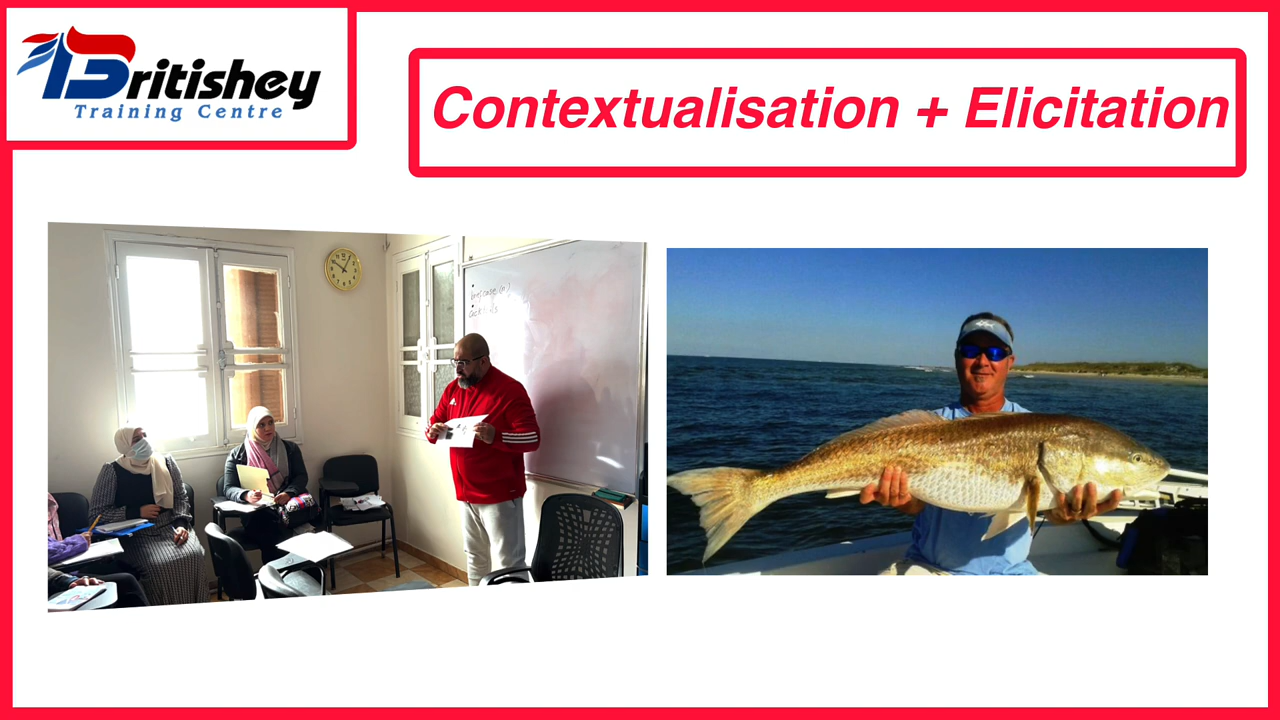 Britishey
Training Centre
Contextualisation + Elicitation